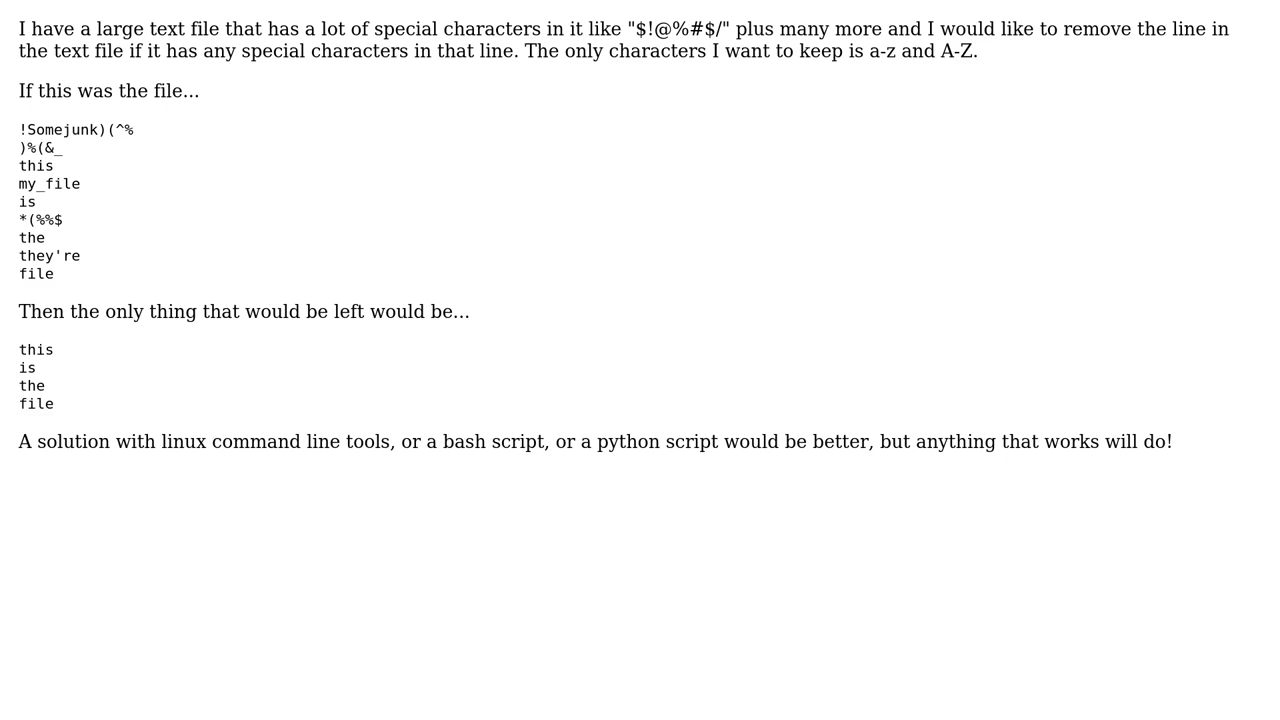 I have a large text file that has a lot of special characters in it like "$!@%#$/" plus many more and I would like to remove the line in
the text file if it has any special characters in that line. The only characters I want to keep is a-z and A-Z.
If this was the file...
!Somejunk)(^%
)%(&_
this
my_file
is
*(%%$
the
they're
file
Then the only thing that would be left would be...
this
is
the
file
A solution with linux command line tools, or a bash script, or a python script would be better, but anything that works will do!